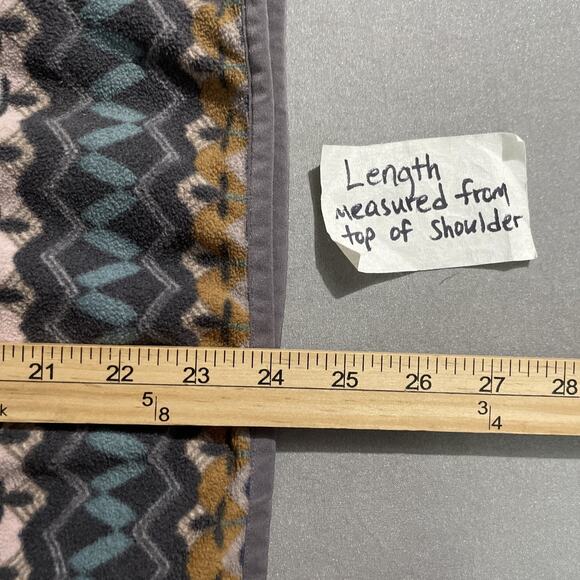 Length
measured from
top of Shoulder
21 22 23 24 25 26 27 28
k 5/8 3/4